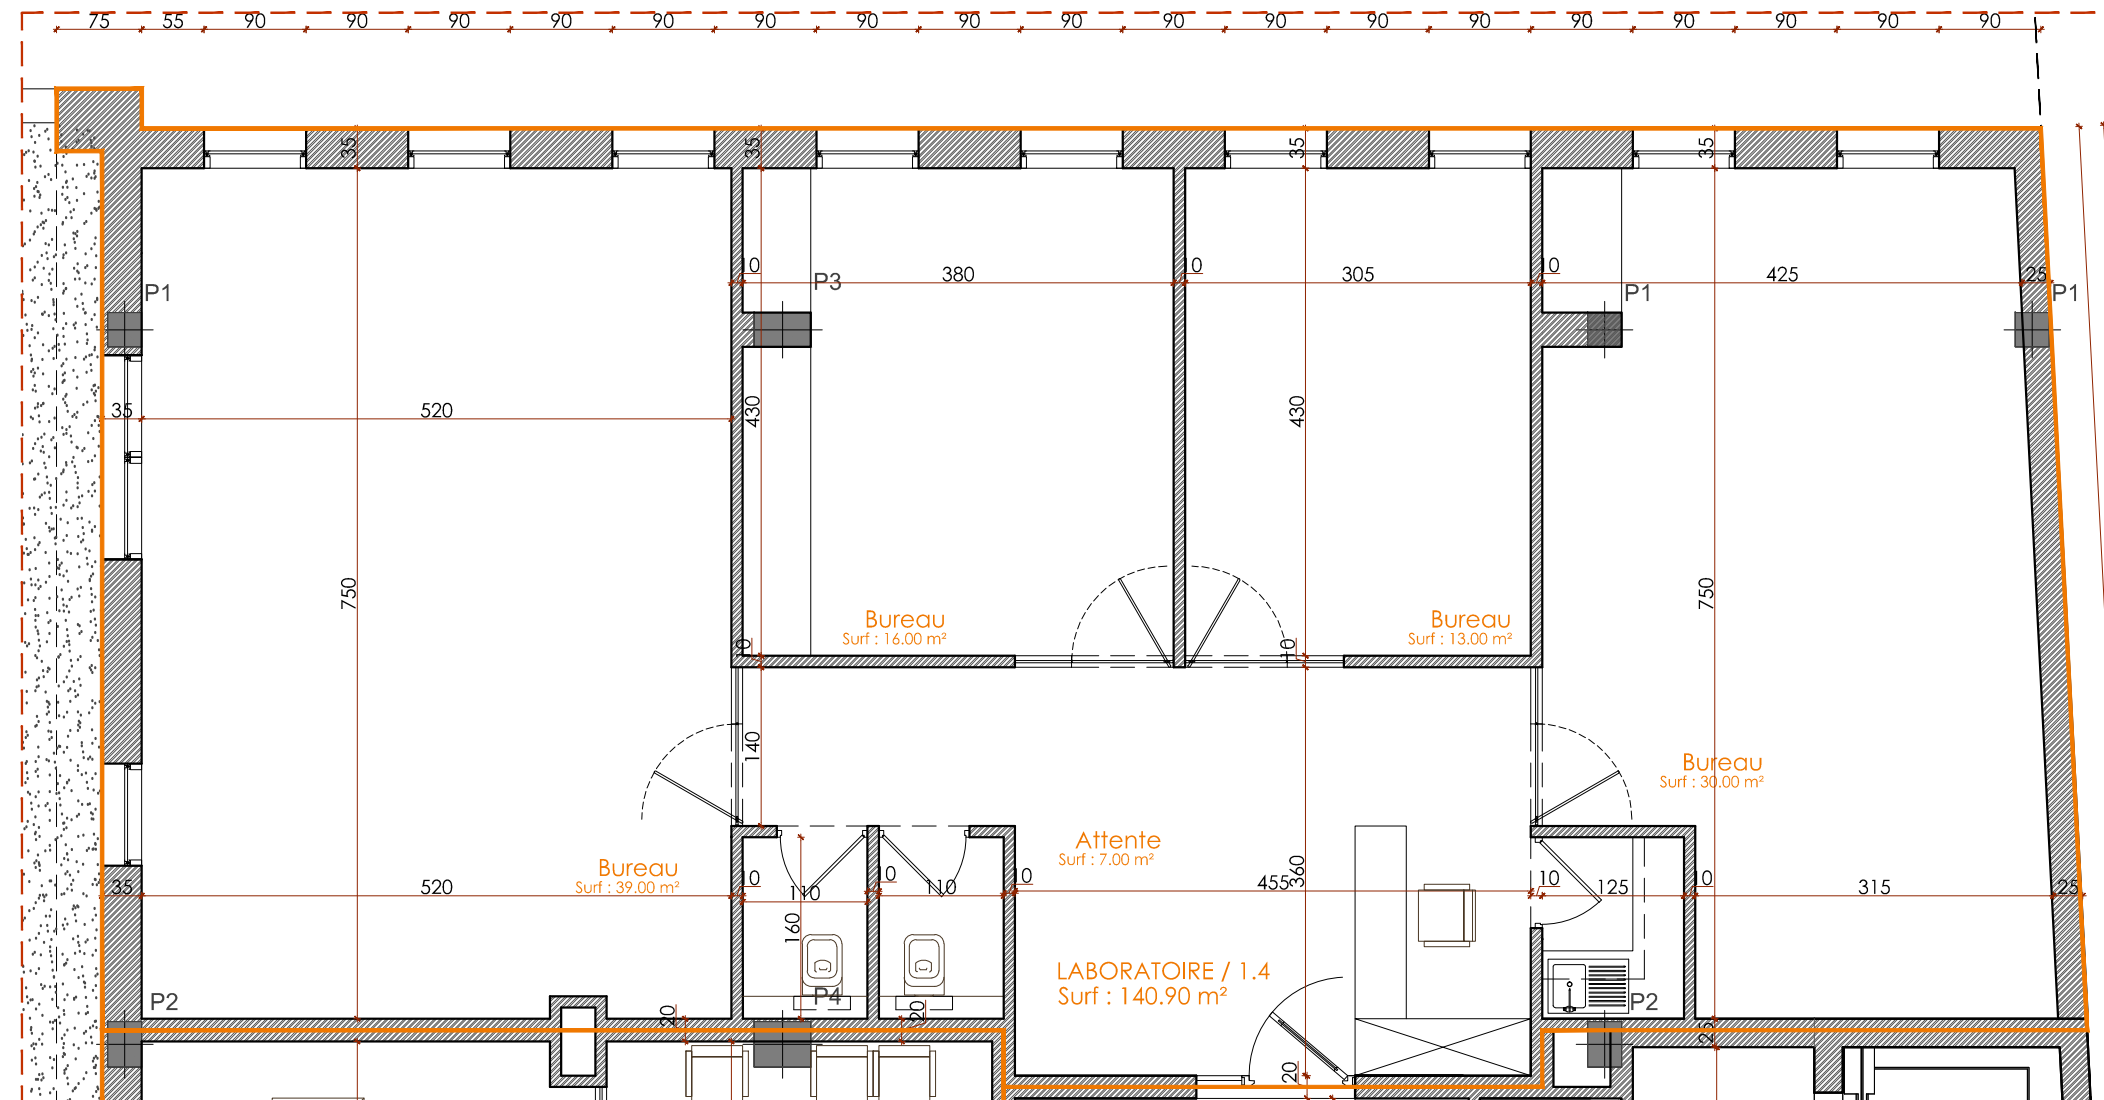 75 55 90 90 90 90 90 90 90 90 90 90 90 90 90 90 90 90 90 90
35 35 35 35
10 380 10 305 10 425 25
P1 P3 P1 P1
35 520 430 430
750 750
Bureau
Surf : 16.00 m²
Bureau
Surf : 13.00 m²
10 10
140
Bureau
Surf : 30.00 m²
Attente
Surf : 7.00 m²
Bureau
Surf : 39.00 m²
35 520 10 110 10 110 10 455 360 10 125 10 315 25
160
LABORATOIRE / 1.4
Surf : 140.90 m²
P2 P4 P2
20 20 25
20